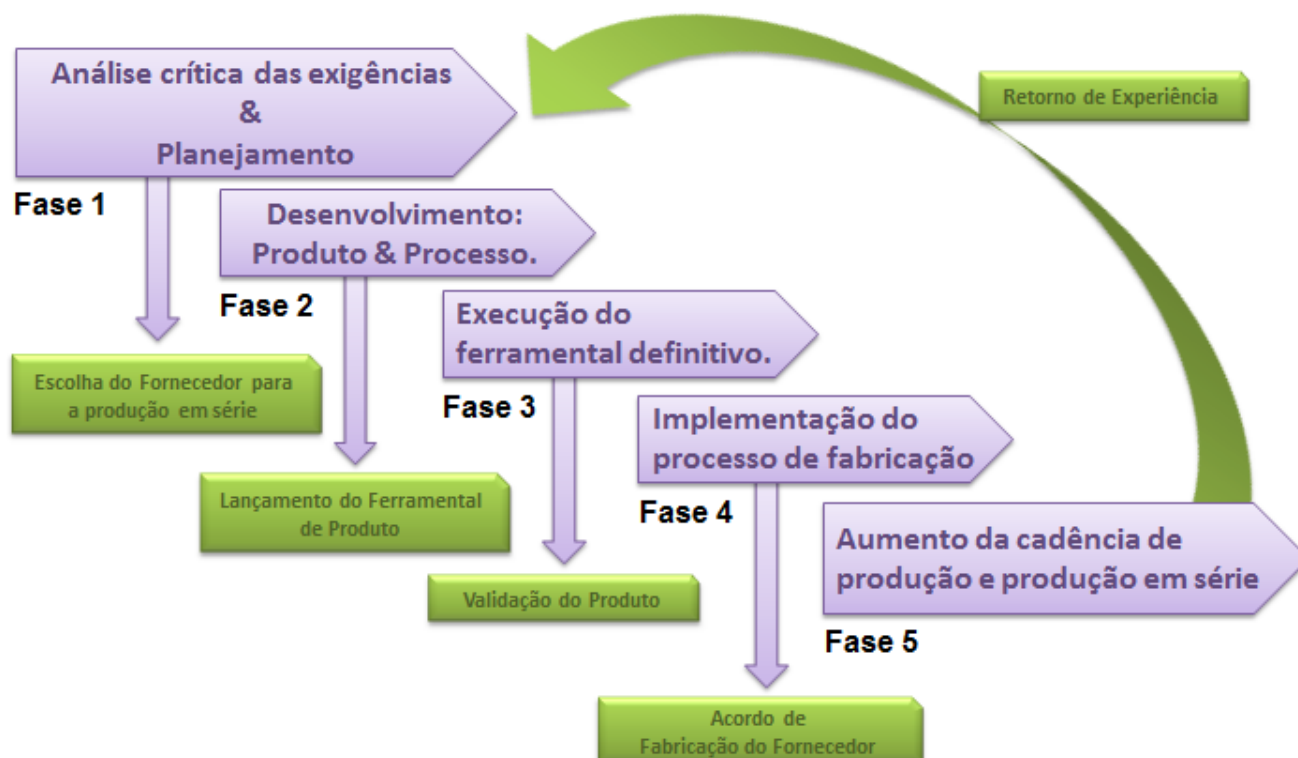 Análise crítica das exigências
&
Planejamento
Retorno de Experiência
Fase 1
Desenvolvimento:
Produto & Processo.
Fase 2
Execução do
ferramental definitivo.
Escolha do Fornecedor para
a produção em série
Fase 3
Implementação do
processo de fabricação
Lançamento do Ferramental
de Produto
Fase 4
Aumento da cadência de
produção e produção em série
Validação do Produto
Fase 5
Acordo de
Fabricação do Fornecedor